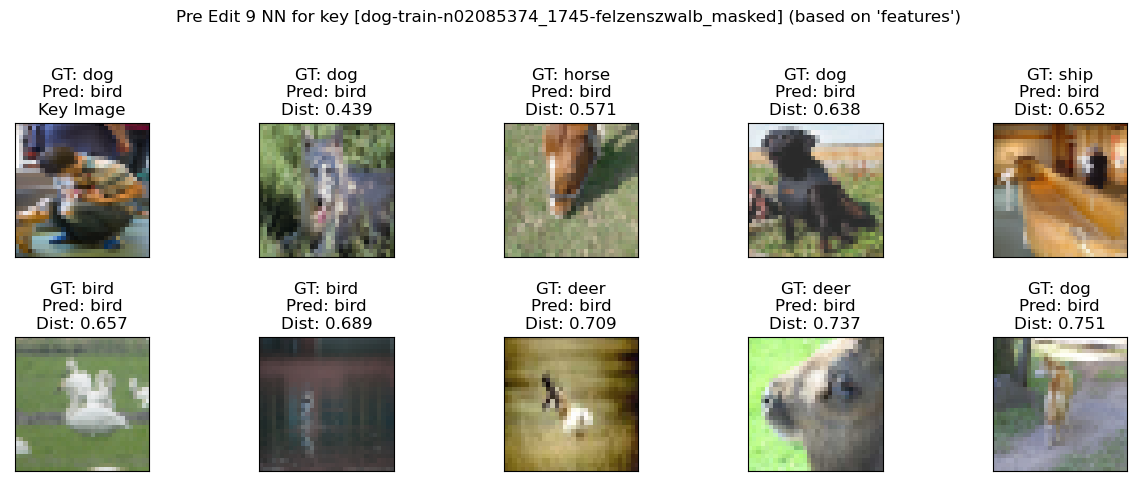 Pre Edit 9 NN for key [dog-train-n02085374_1745-felzenszwalb_masked] (based on 'features')
GT: dog
Pred: bird
Key Image
GT: dog
Pred: bird
Dist: 0.439
GT: horse
Pred: bird
Dist: 0.571
GT: dog
Pred: bird
Dist: 0.638
GT: ship
Pred: bird
Dist: 0.652
GT: bird
Pred: bird
Dist: 0.657
GT: bird
Pred: bird
Dist: 0.689
GT: deer
Pred: bird
Dist: 0.709
GT: deer
Pred: bird
Dist: 0.737
GT: dog
Pred: bird
Dist: 0.751